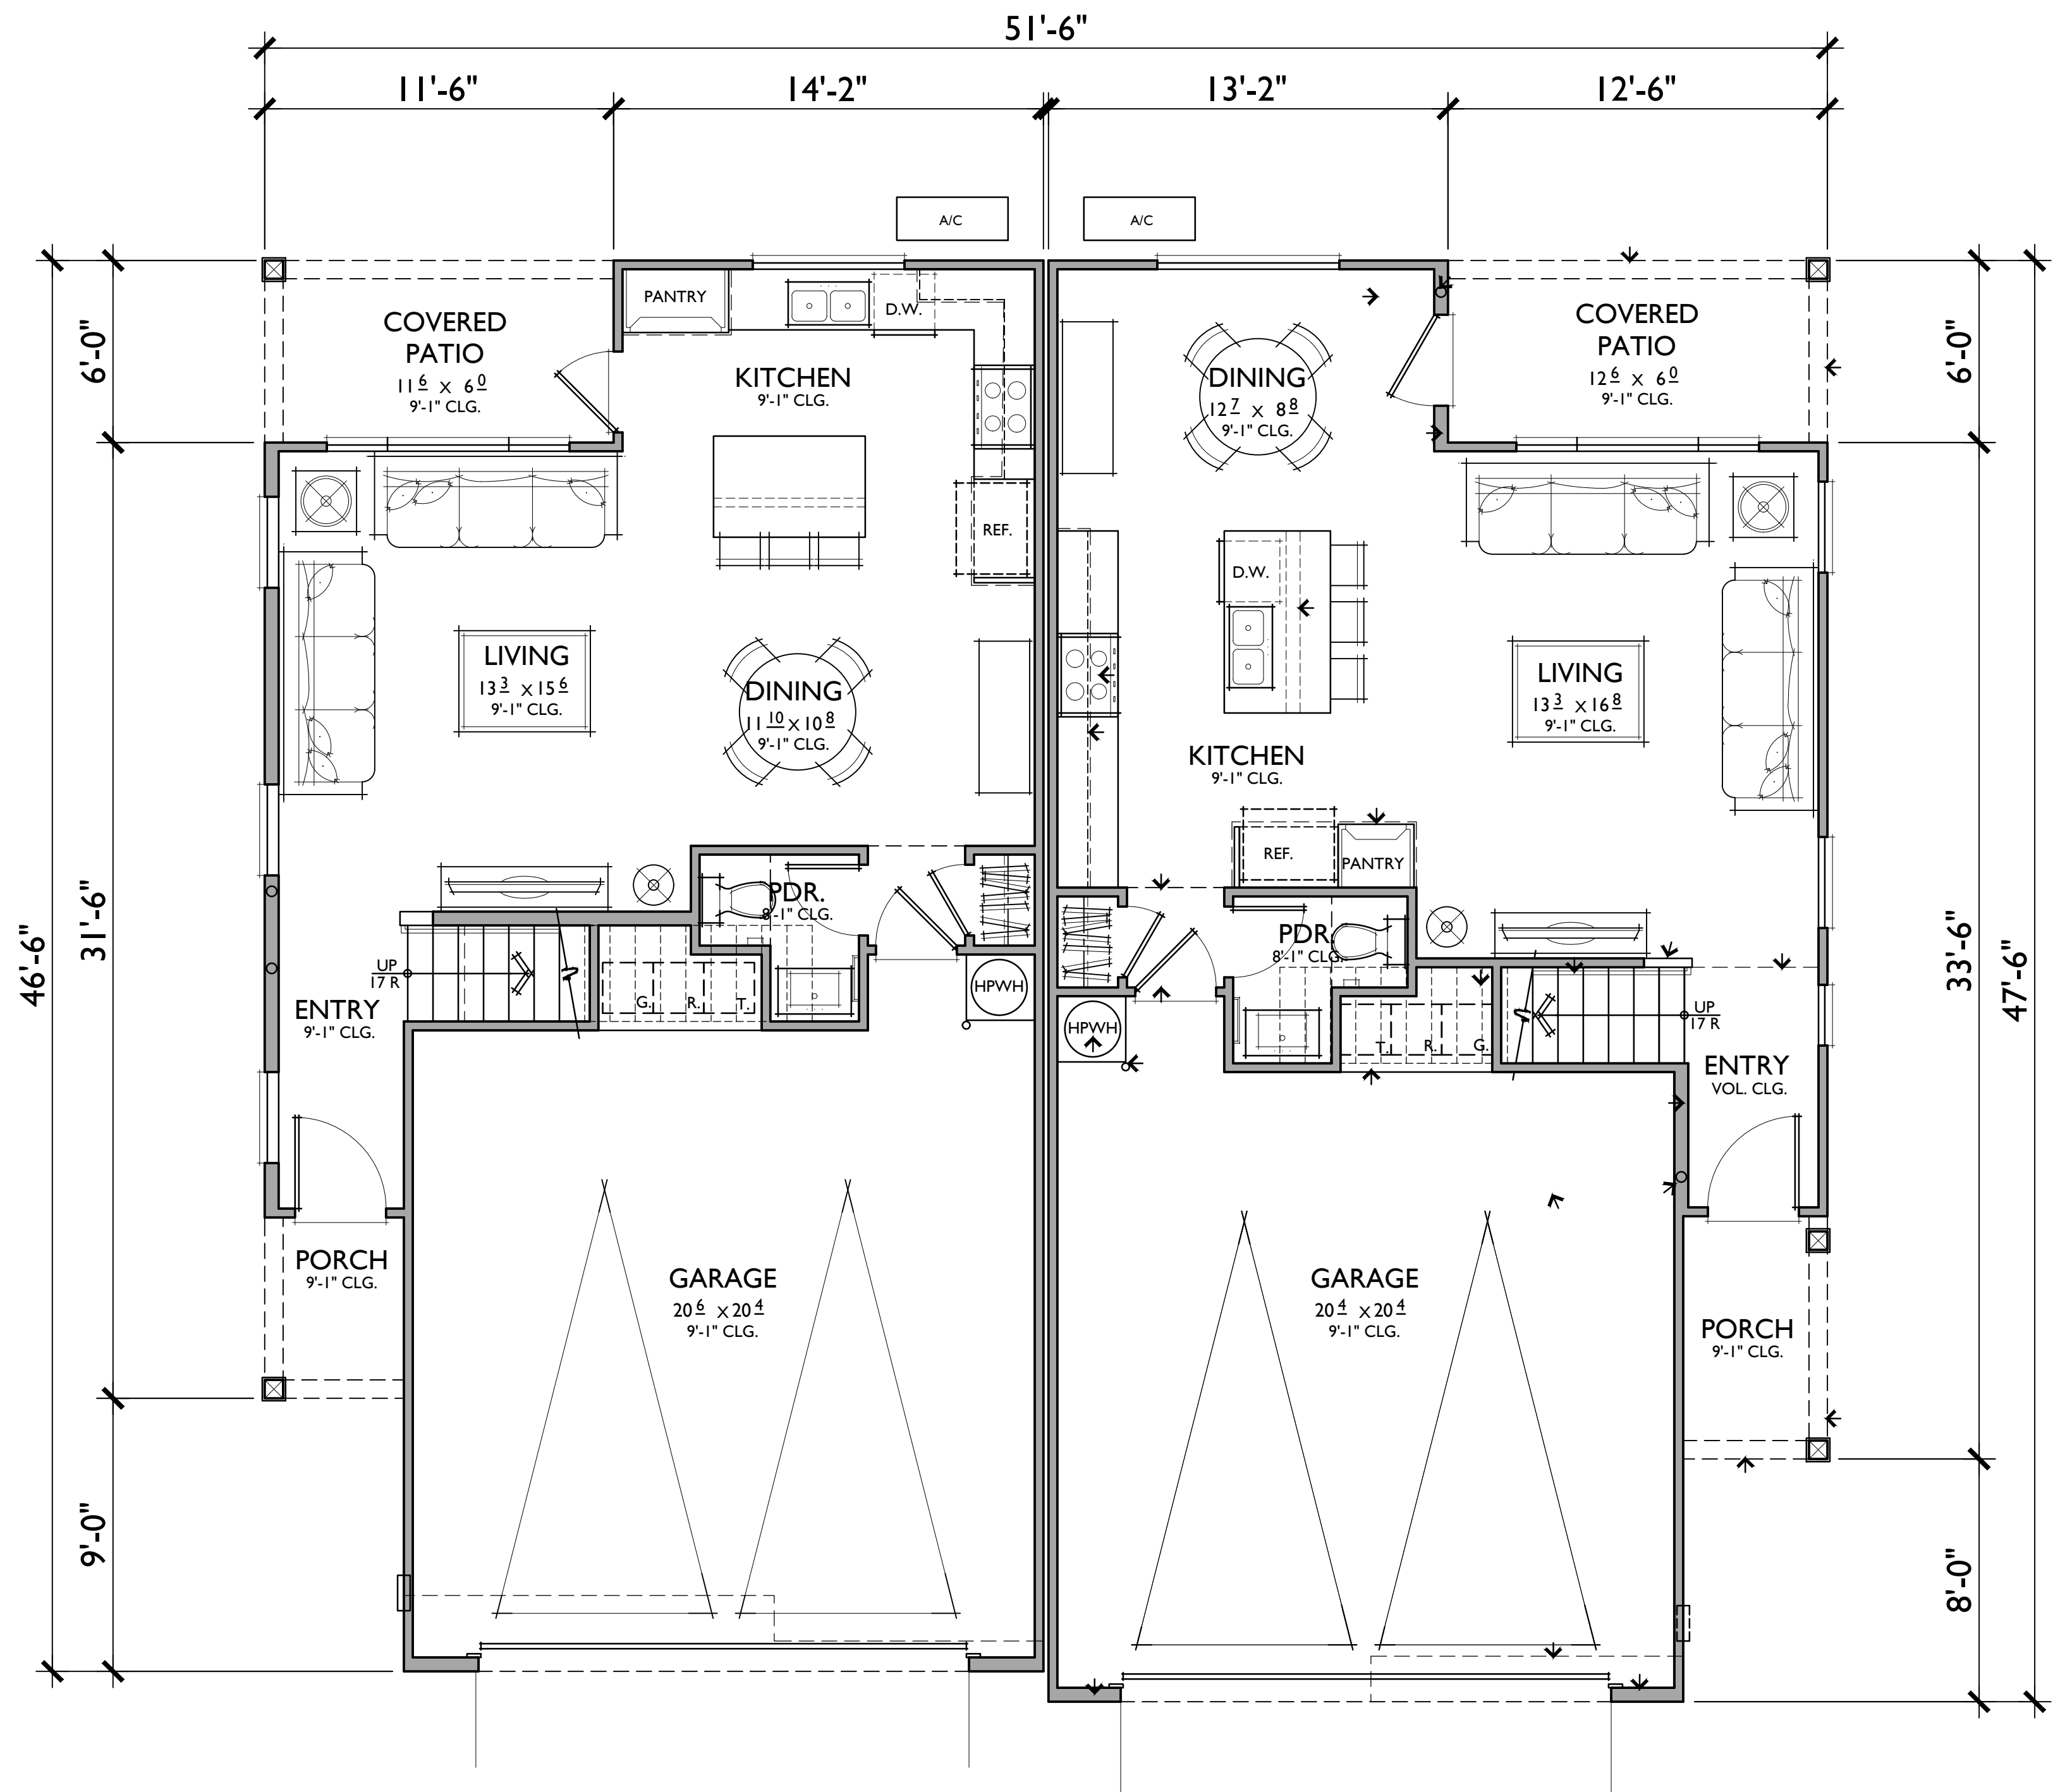 51'-6"
11'-6"
14'-2"
13'-2"
12'-6"
A/C
A/C
46'-6"
6'-0"
31'-6"
9'-0"
COVERED
PATIO
11 6 X 6 0
9'-1" CLG.
PANTRY
D.W.
KITCHEN
9'-1" CLG.
REF.
LIVING
13 3 X 15 6
9'-1" CLG.
DINING
11 10 X 10 8
9'-1" CLG.
PDR.
8'-1" CLG.
UP
17 R
ENTRY
9'-1" CLG.
G. R. T.
HPWH
PORCH
9'-1" CLG.
GARAGE
20 6 X 20 4
9'-1" CLG.
DINING
12 7 X 8 8
9'-1" CLG.
COVERED
PATIO
12 6 X 6 0
9'-1" CLG.
D.W.
LIVING
13 3 X 16 8
9'-1" CLG.
KITCHEN
9'-1" CLG.
REF.
PANTRY
PDR.
8'-1" CLG.
HPWH
T. R. G.
UP
17 R
ENTRY
VOL. CLG.
GARAGE
20 4 X 20 4
9'-1" CLG.
PORCH
9'-1" CLG.
6'-0"
33'-6"
8'-0"
47'-6"